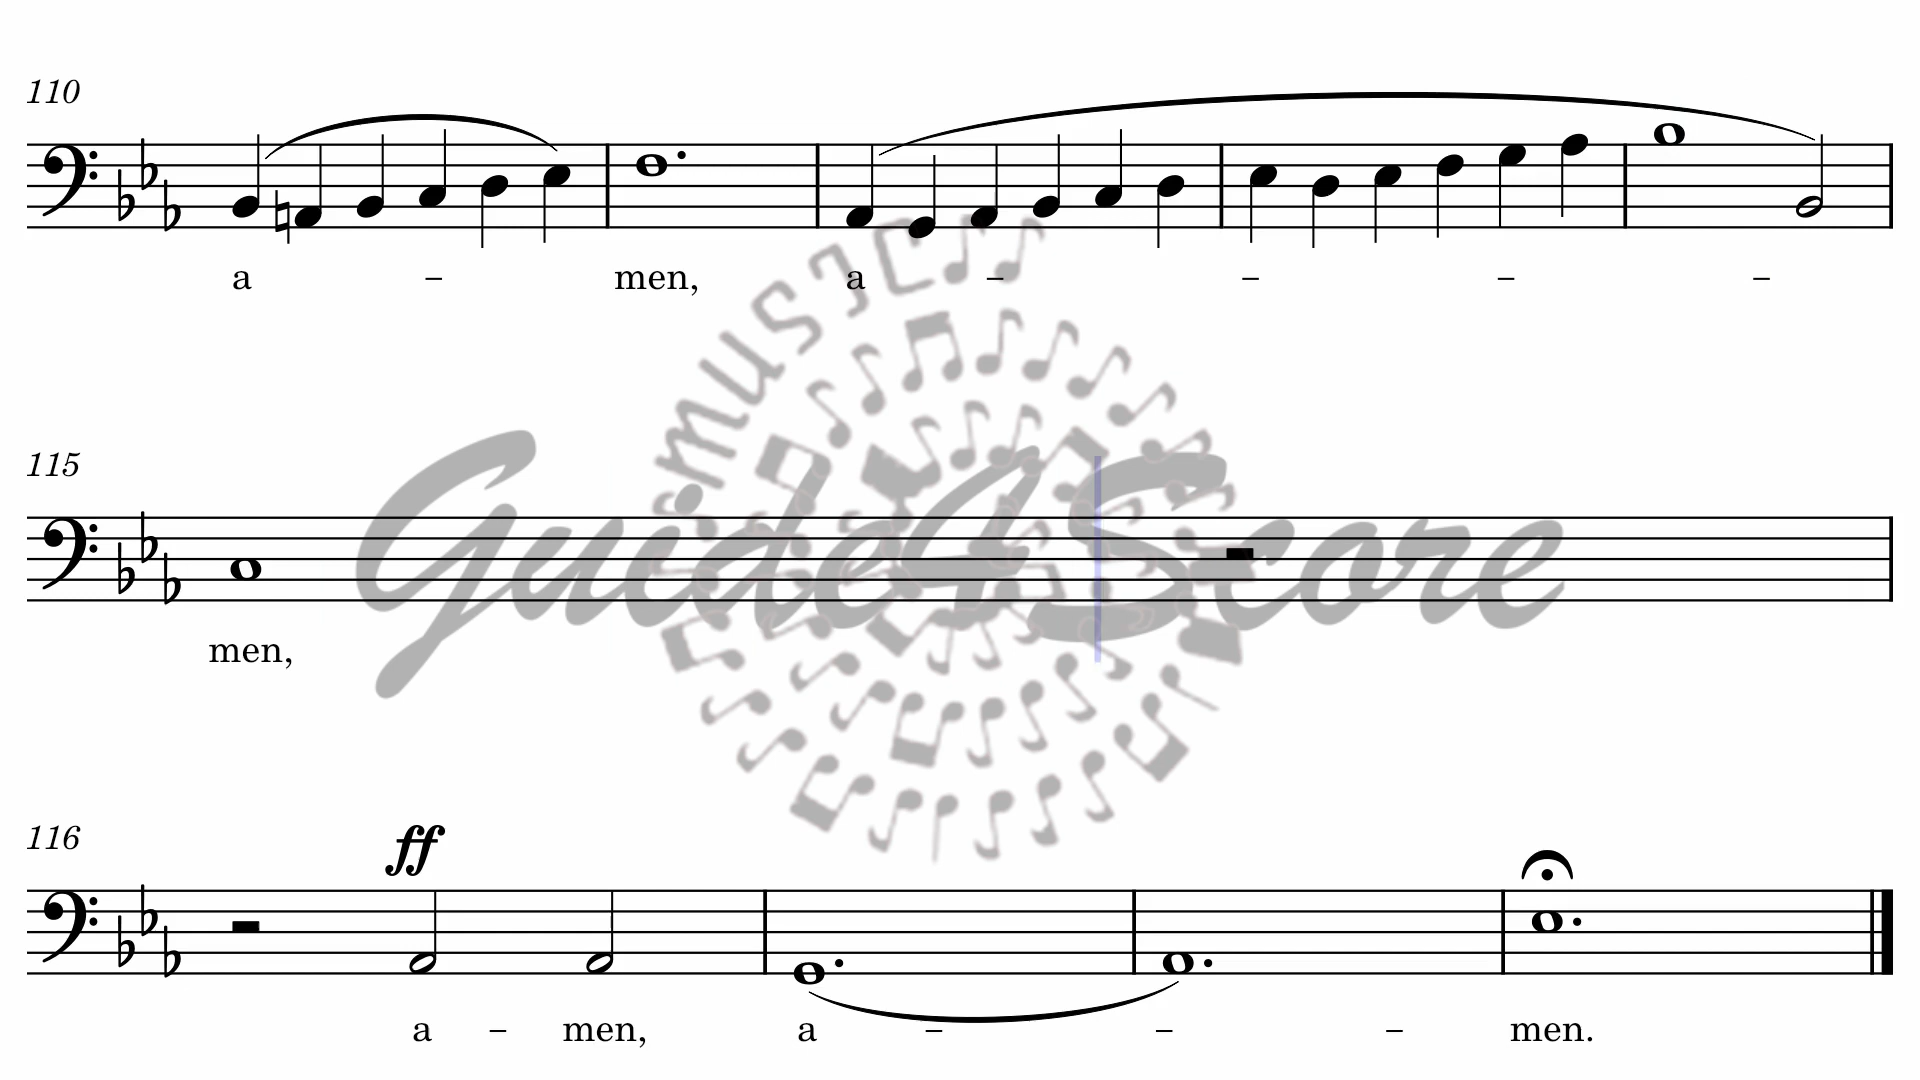 110
a – men, a – – – –
MUSIC
115
Guide4Score
men,
116
ff
a – men, a – – – men.